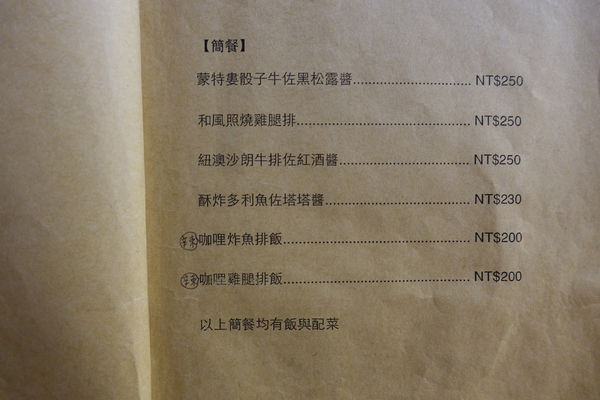 【簡餐】
蒙特婁骰子牛佐黑松露醬............................ NT$250
和風照燒雞腿排.......................................... NT$250
紐澳沙朗牛排佐紅酒醬................................ NT$250
酥炸多利魚佐塔塔醬................................... NT$230
辣咖哩炸魚排飯............................................. NT$200
辣咖哩雞腿排飯............................................. NT$200
以上簡餐均有飯與配菜